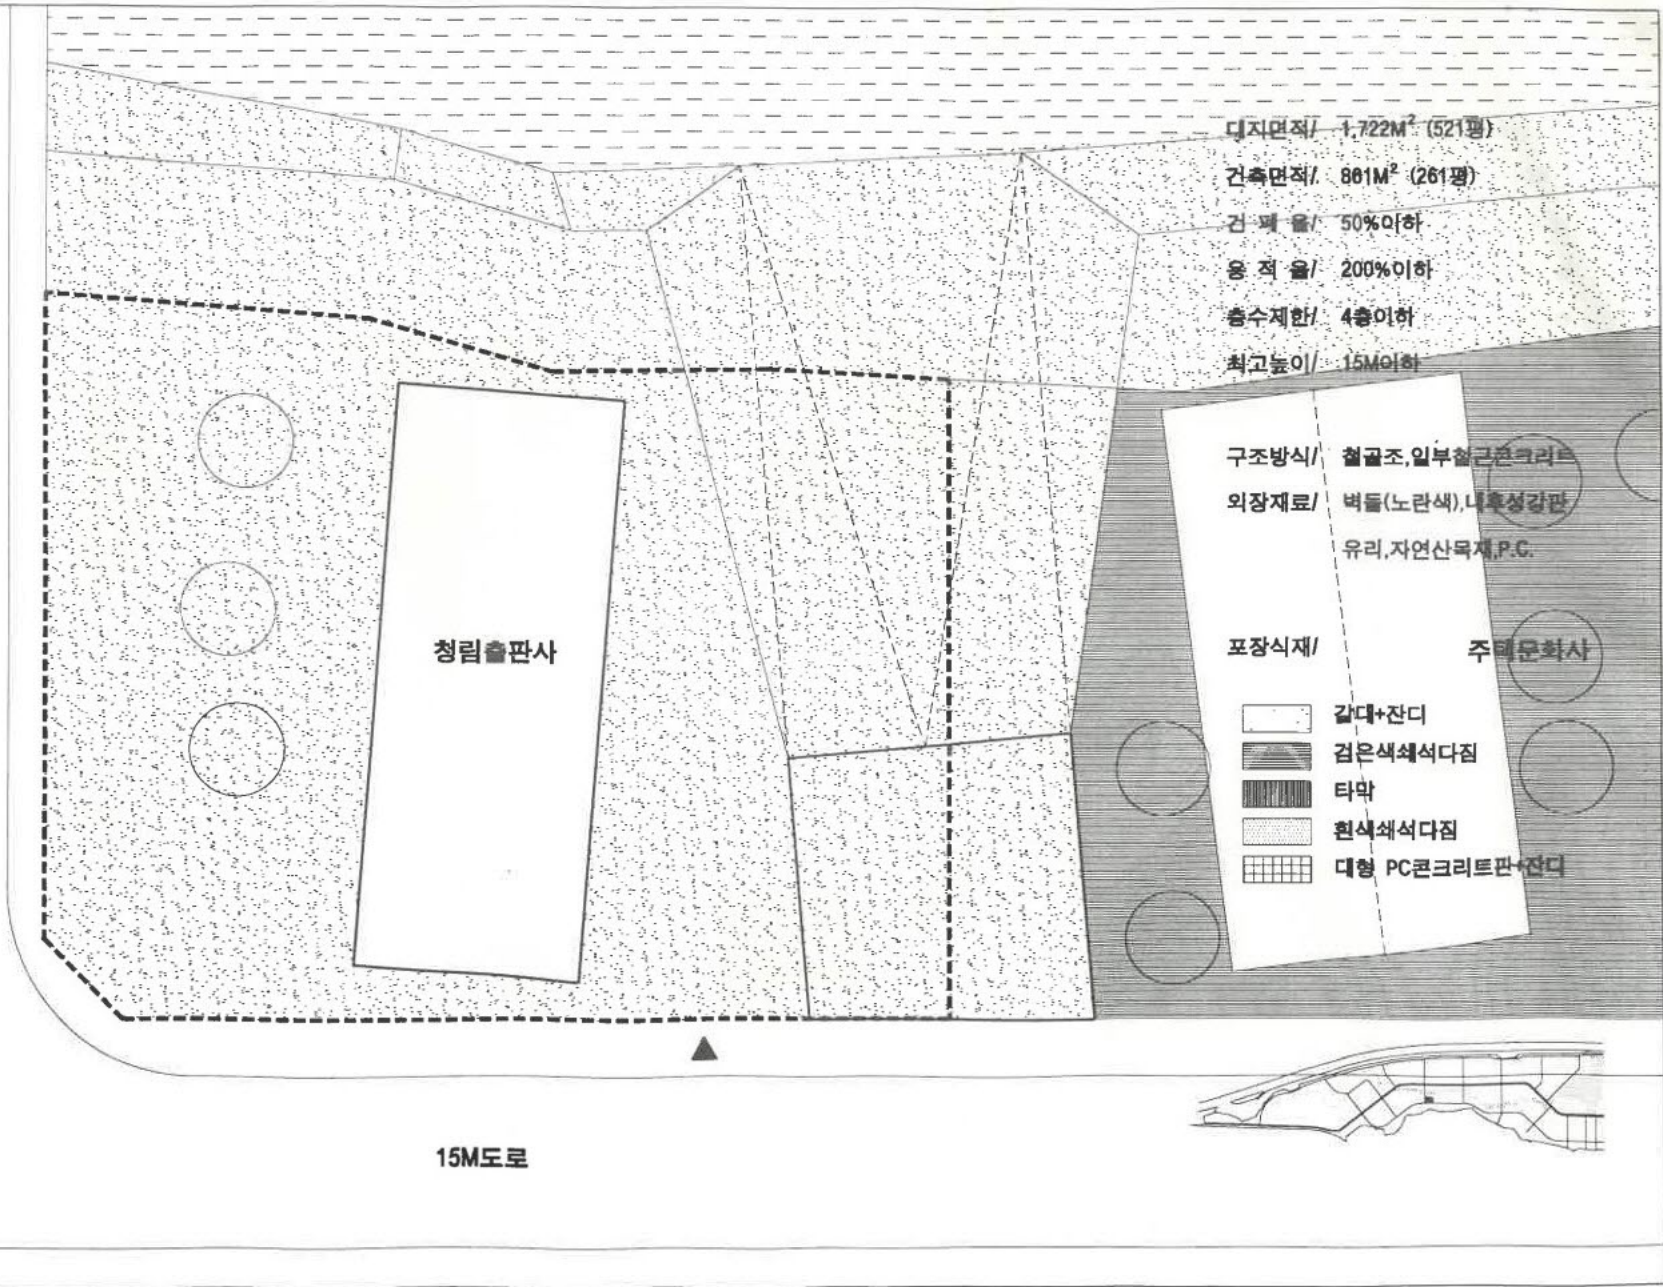 대지면적/ 1,722M² (521평)
건축면적/ 861M² (261평)
건 폐 율/ 50%이하
용 적 율/ 200%이하
층수제한/ 4층이하
최고높이/ 15M이하
구조방식/ 철골조,일부철근콘크리트
외장재료/ 벽돌(노란색),내후성강판
유리,자연산목재,P.C.
청림출판사
포장식재/
주택문화사
갈대+잔디
검은색쇄석다짐
타막
흰색쇄석다짐
대형 PC콘크리트판+잔디
15M도로